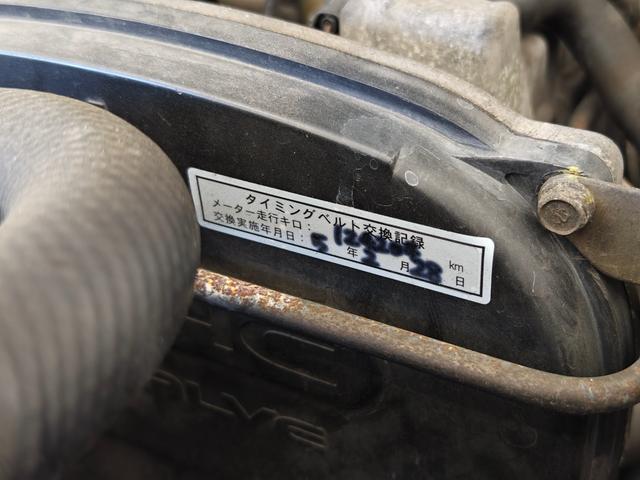 タイミングベルト交換記録
メーター走行キロ： km
交換実施年月日： 5 年 2 月 28 日